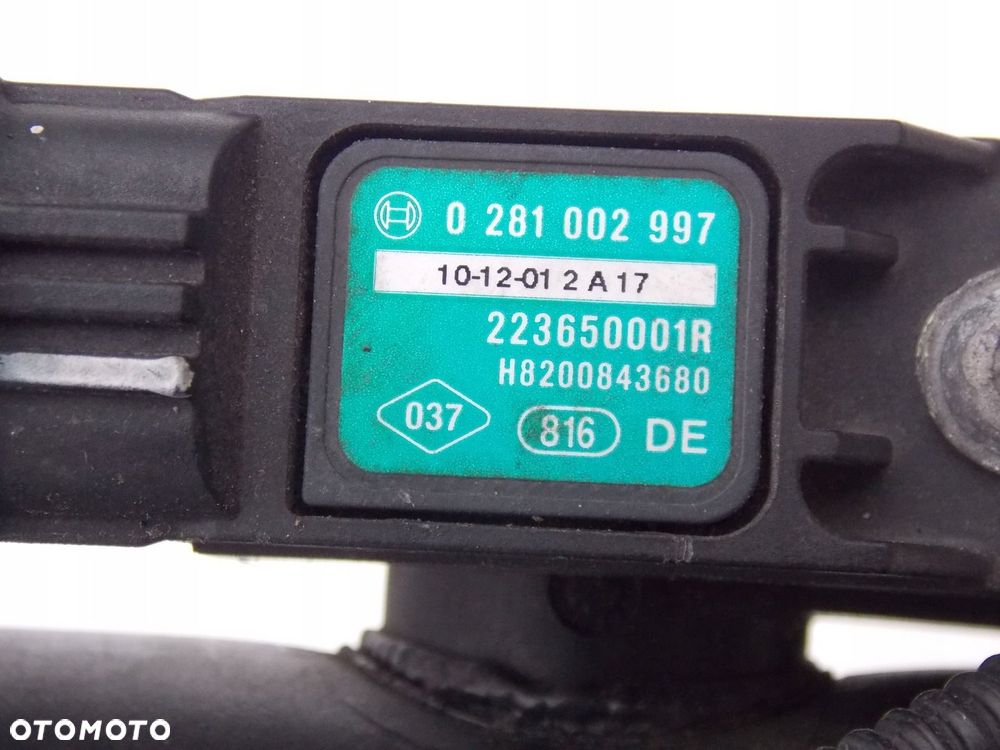 0 281 002 997
10-12-01 2 A 17
223650001R
H8200843680
037 816 DE
OTOMOTO